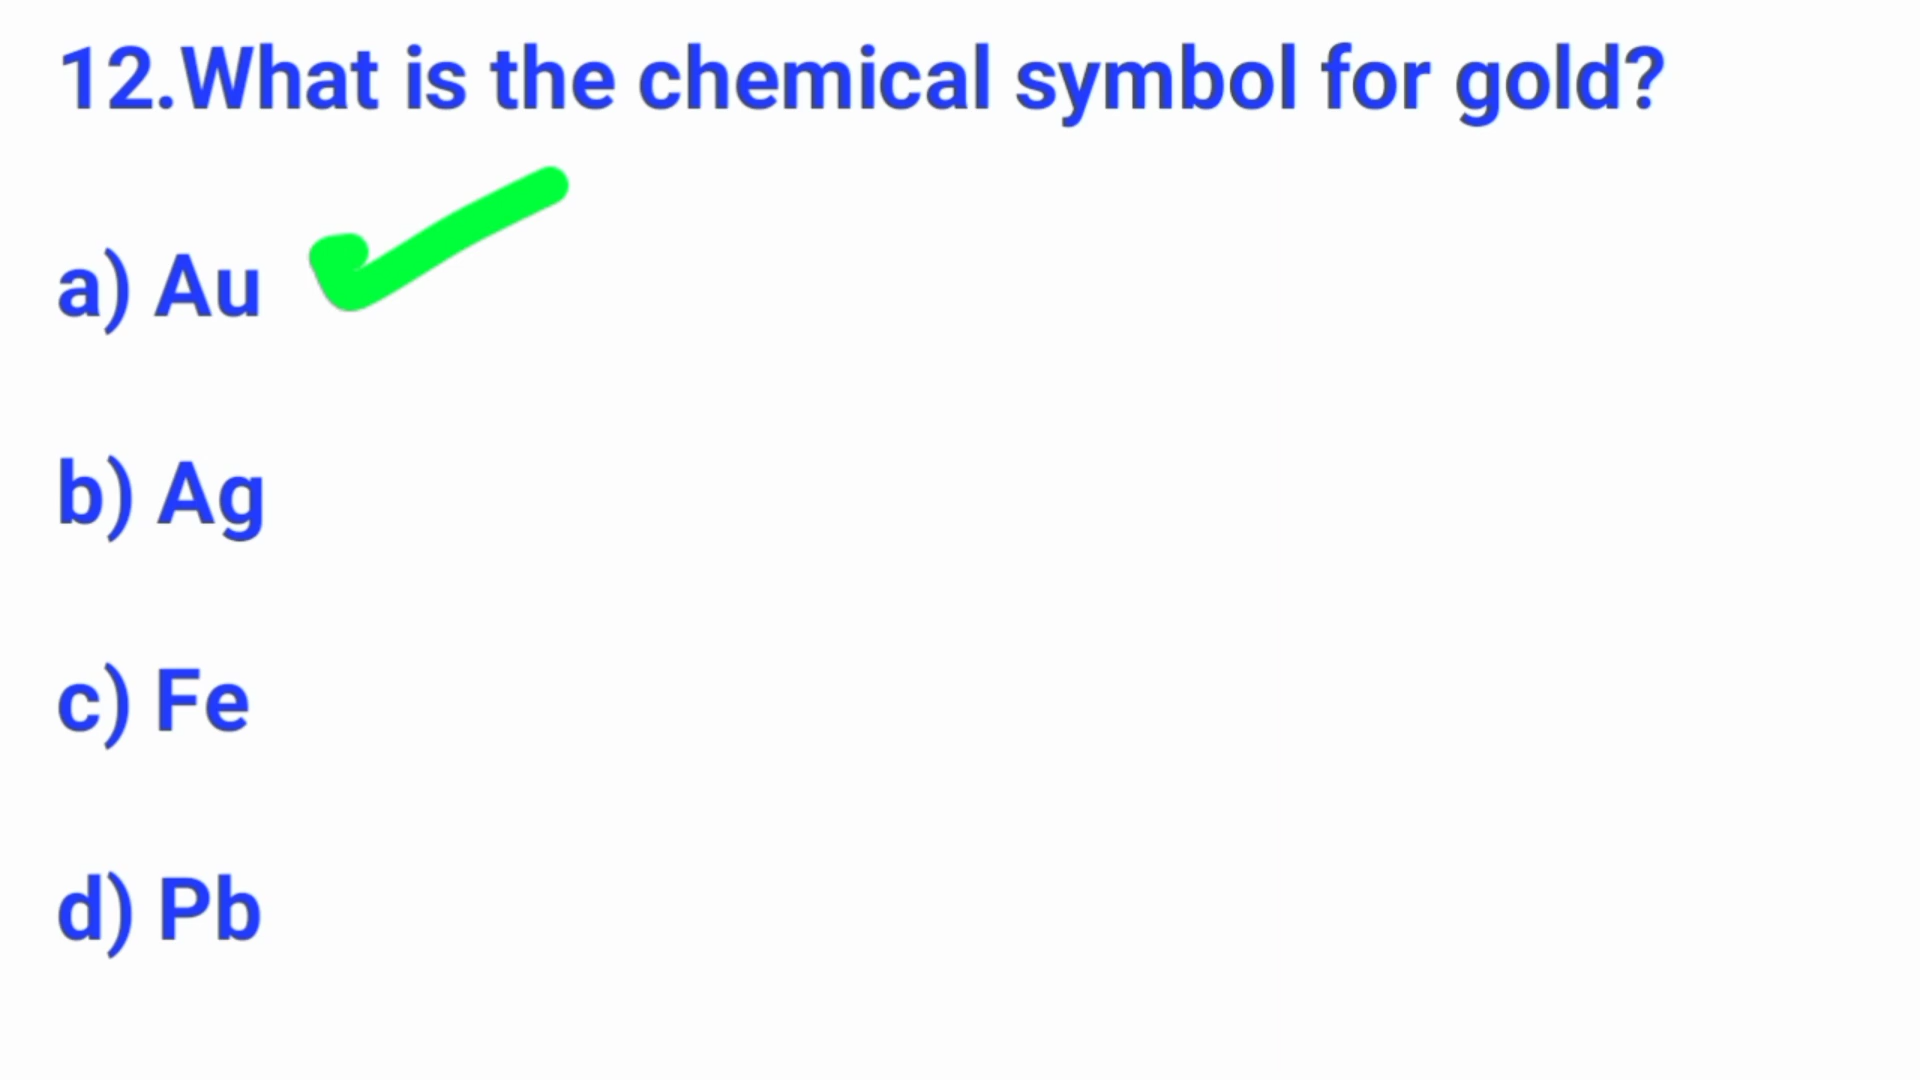 12.What is the chemical symbol for gold?
a) Au
b) Ag
c) Fe
d) Pb